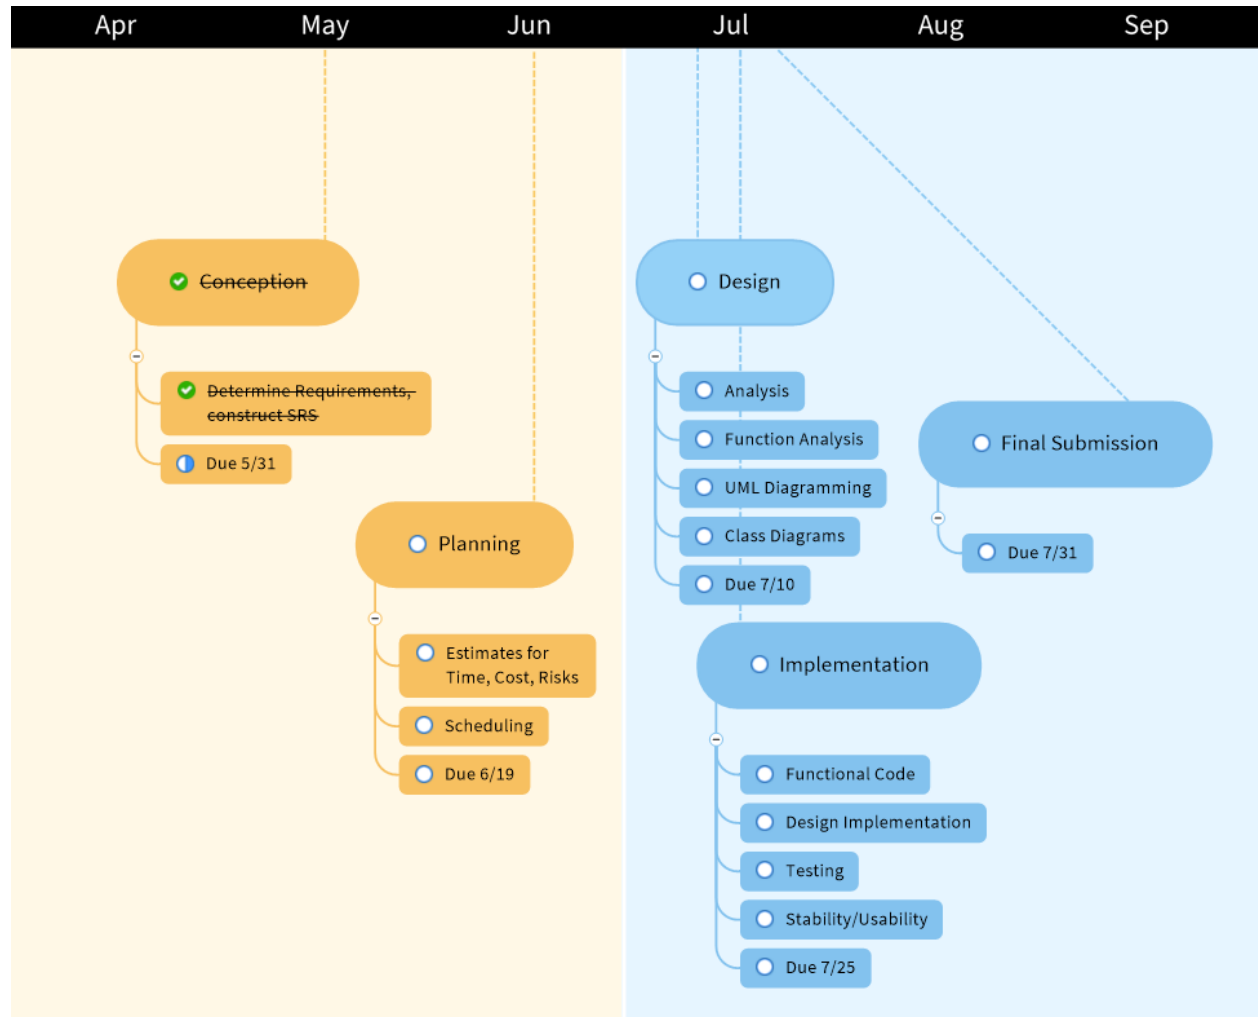 Apr May Jun Jul Aug Sep
Conception
Determine Requirements,
construct SRS
Due 5/31
Planning
Estimates for
Time, Cost, Risks
Scheduling
Due 6/19
Design
Analysis
Function Analysis
UML Diagramming
Class Diagrams
Due 7/10
Implementation
Functional Code
Design Implementation
Testing
Stability/Usability
Due 7/25
Final Submission
Due 7/31